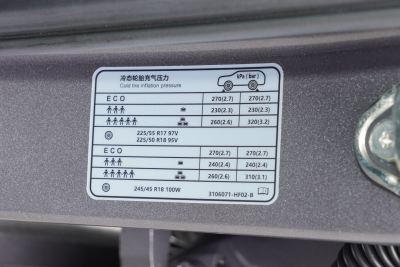 冷态轮胎充气压力
Cold tire inflation pressure
kPa (bar)
ECO 270(2.7) 270(2.7)
230(2.3) 230(2.3)
260(2.6) 320(3.2)
225/55 R17 97V
225/50 R18 95V
ECO 270(2.7) 270(2.7)
240(2.4) 240(2.4)
260(2.6) 310(3.1)
245/45 R18 100W 3106071-HF02-B